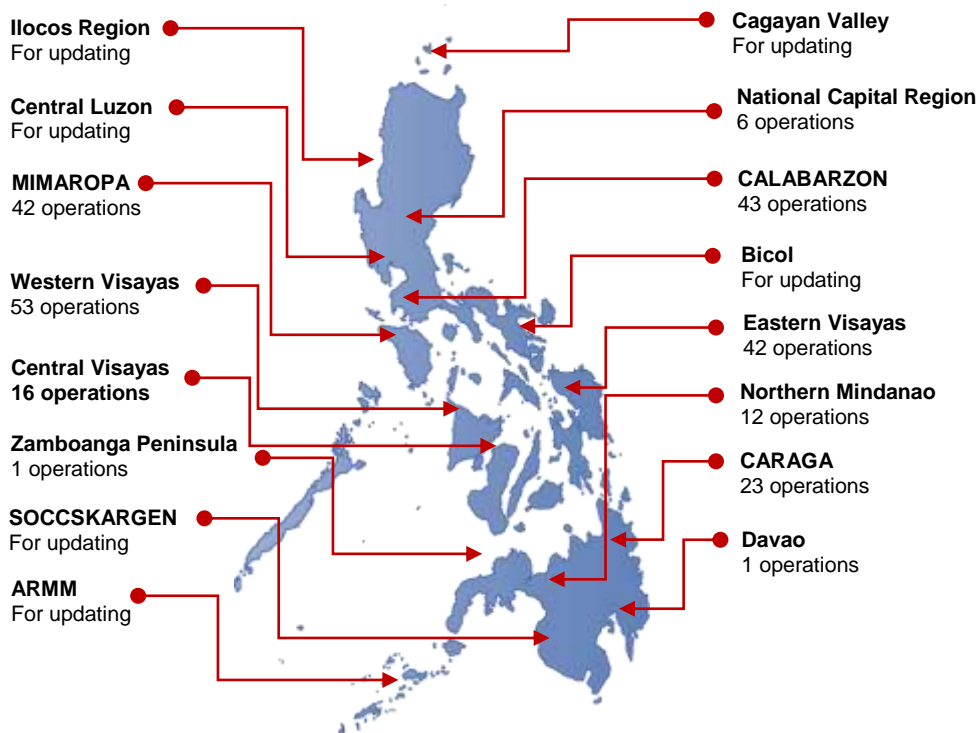 Ilocos Region
For updating
Central Luzon
For updating
MIMAROPA
42 operations
Western Visayas
53 operations
Central Visayas
16 operations
Zamboanga Peninsula
1 operations
SOCCSKARGEN
For updating
ARMM
For updating
Cagayan Valley
For updating
National Capital Region
6 operations
CALABARZON
43 operations
Bicol
For updating
Eastern Visayas
42 operations
Northern Mindanao
12 operations
CARAGA
23 operations
Davao
1 operations